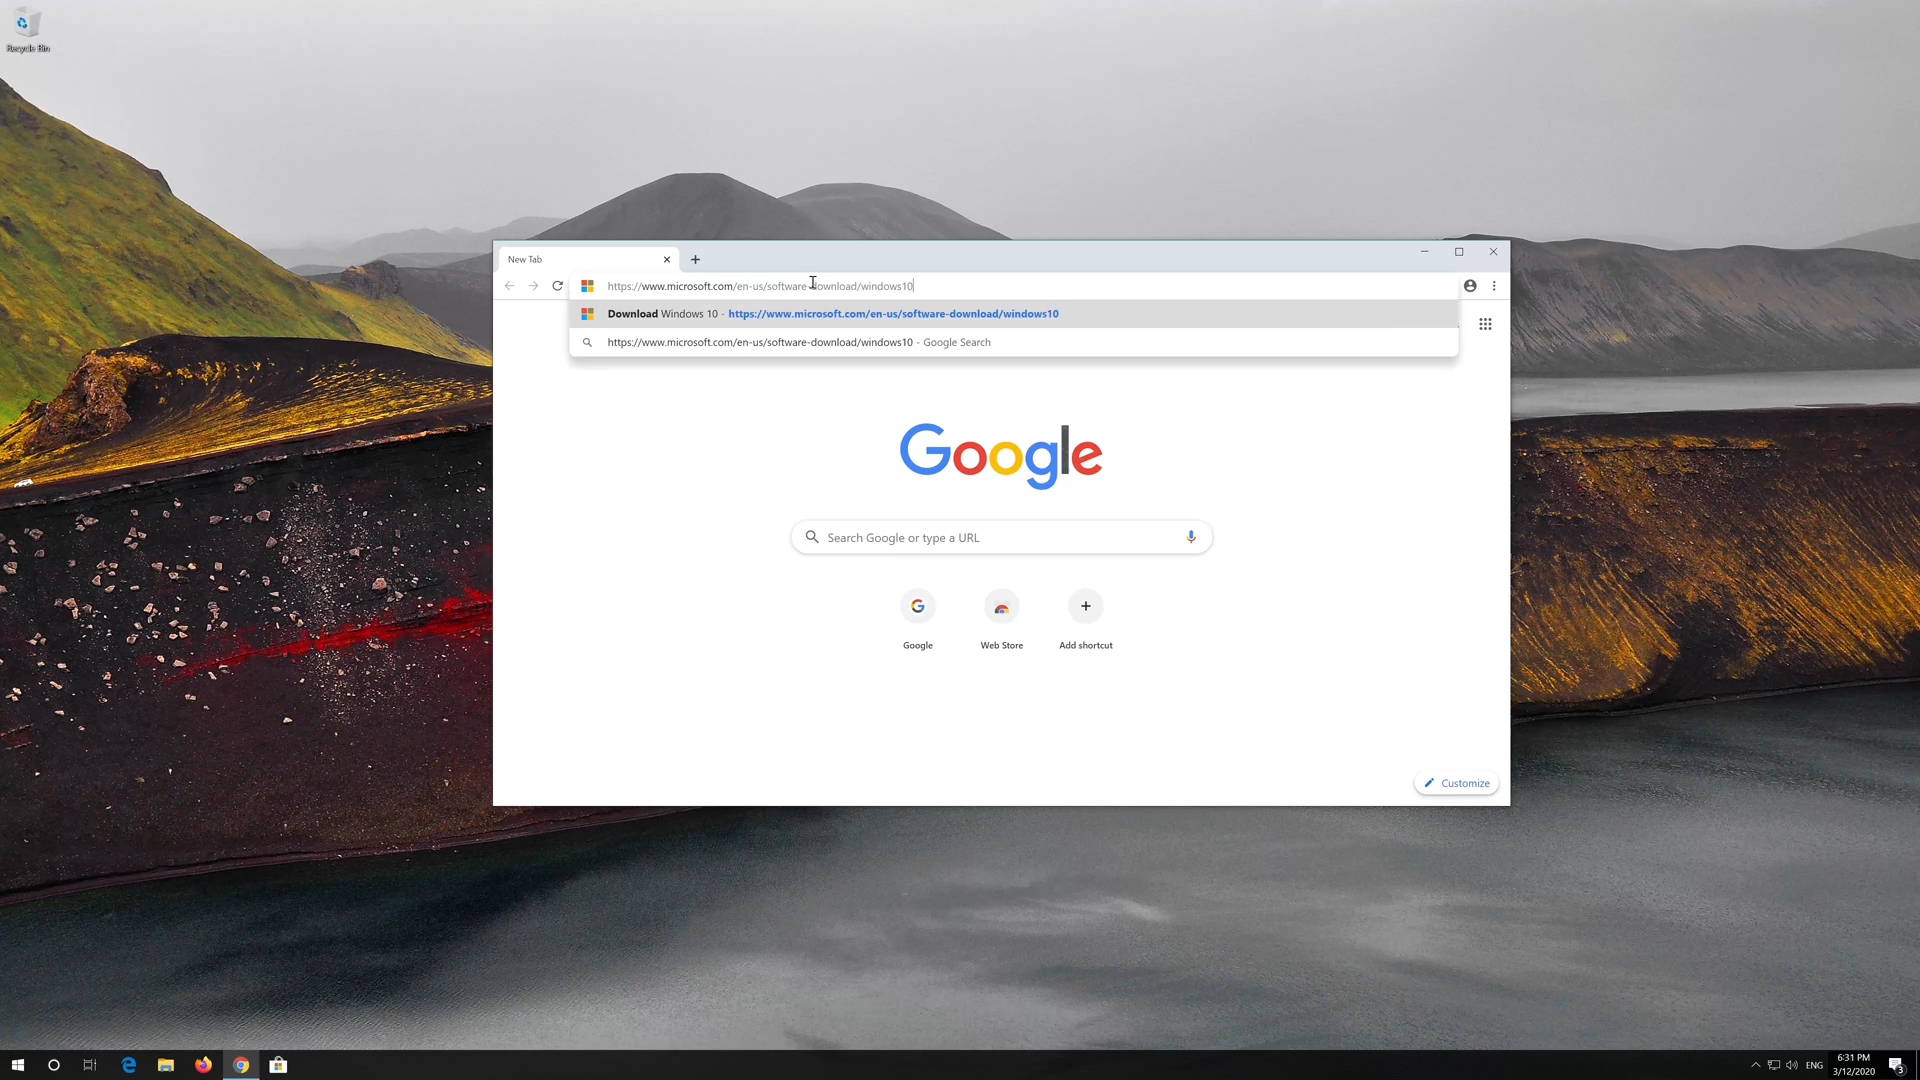 Recycle Bin
New Tab
https://www.microsoft.com/en-us/software-download/windows10
Download Windows 10 - https://www.microsoft.com/en-us/software-download/windows10
https://www.microsoft.com/en-us/software-download/windows10 - Google Search
Google
Search Google or type a URL
Google
Web Store
Add shortcut
Customize
ENG
6:31 PM
3/12/2020
3